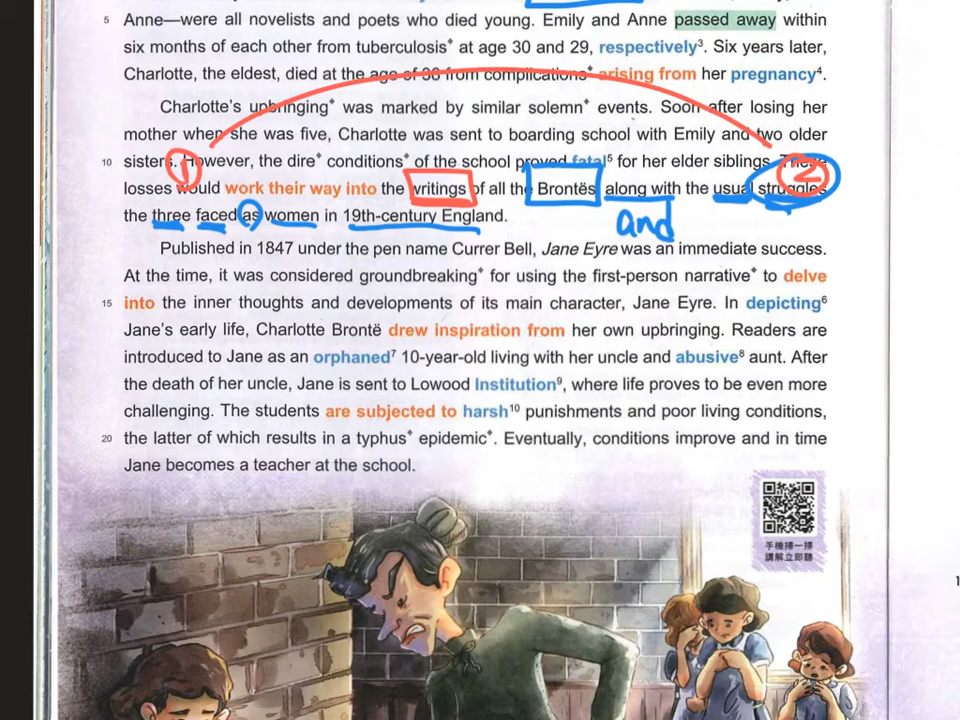 5 Anne—were all novelists and poets who died young. Emily and Anne passed away within
six months of each other from tuberculosis* at age 30 and 29, respectively³. Six years later,
Charlotte, the eldest, died at the age of 38 from complications* arising from her pregnancy⁴.
Charlotte's upbringing* was marked by similar solemn* events. Soon after losing her
mother when she was five, Charlotte was sent to boarding school with Emily and two older
10 sisters. However, the dire* conditions* of the school proved fatal⁵ for her elder siblings. These
losses would work their way into the writings of all the Brontës along with the usual struggles
the three faced as women in 19th-century England.
1
2
and
Published in 1847 under the pen name Currer Bell, Jane Eyre was an immediate success.
At the time, it was considered groundbreaking* for using the first-person narrative* to delve
15 into the inner thoughts and developments of its main character, Jane Eyre. In depicting⁶
Jane's early life, Charlotte Brontë drew inspiration from her own upbringing. Readers are
introduced to Jane as an orphaned⁷ 10-year-old living with her uncle and abusive⁸ aunt. After
the death of her uncle, Jane is sent to Lowood Institution⁹, where life proves to be even more
challenging. The students are subjected to harsh¹⁰ punishments and poor living conditions,
20 the latter of which results in a typhus* epidemic*. Eventually, conditions improve and in time
Jane becomes a teacher at the school.
手機掃一掃
請解立即聽